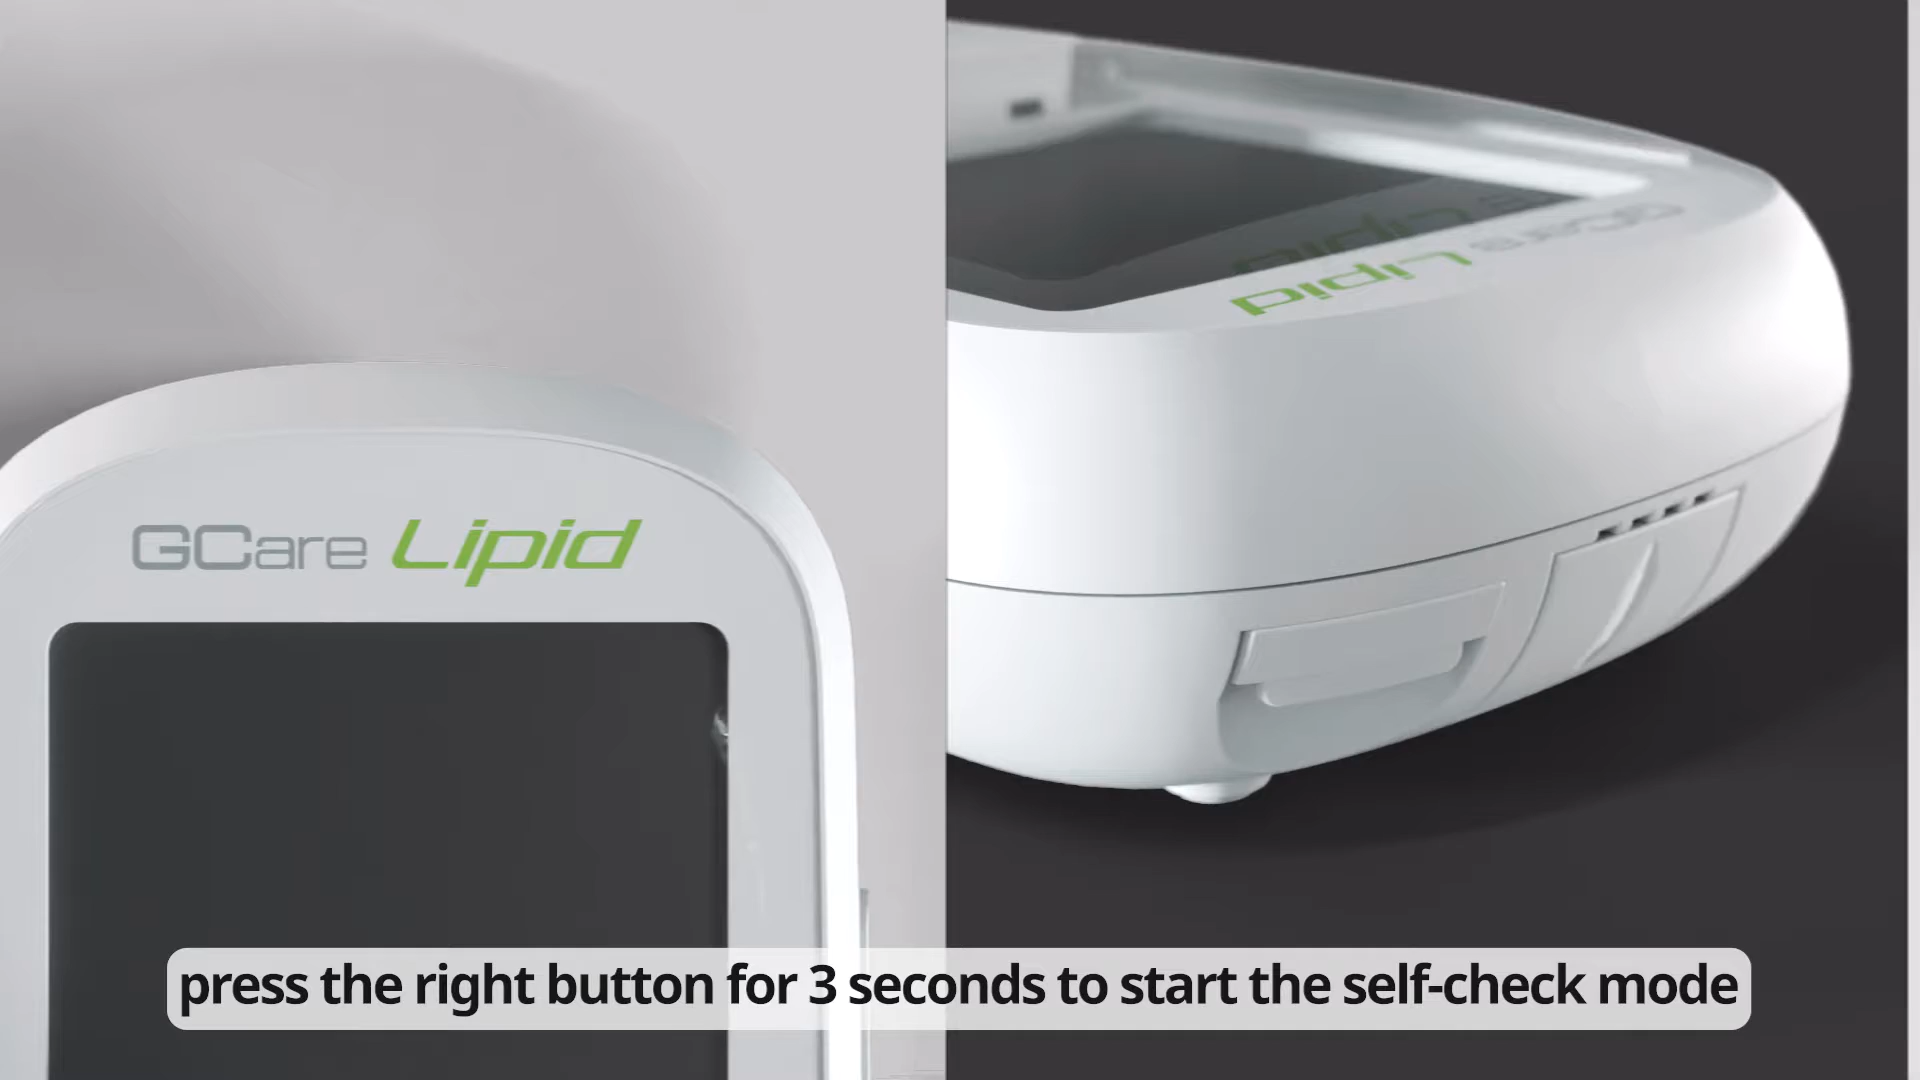 GCare Lipid
GCare Lipid
press the right button for 3 seconds to start the self-check mode